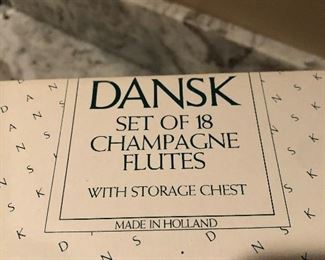 DANSK
SET OF 18
CHAMPAGNE
FLUTES
WITH STORAGE CHEST
MADE IN HOLLAND